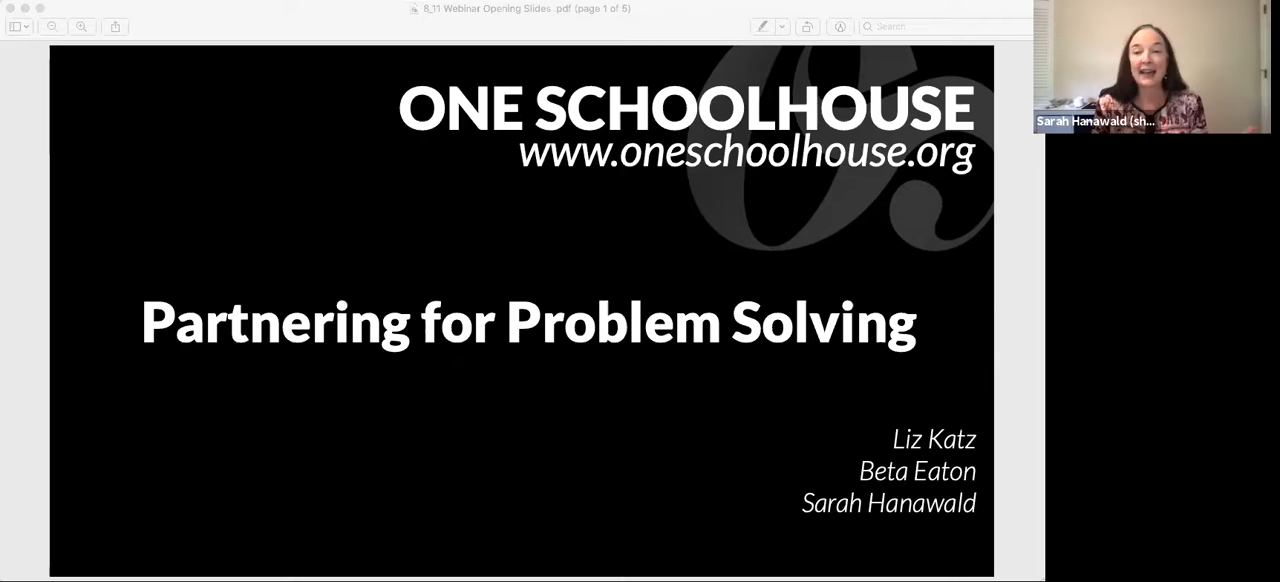 8_11 Webinar Opening Slides .pdf (page 1 of 5)
Search
Sarah Hanawald (sh...
ONE SCHOOLHOUSE
www.oneschoolhouse.org
Partnering for Problem Solving
Liz Katz
Beta Eaton
Sarah Hanawald